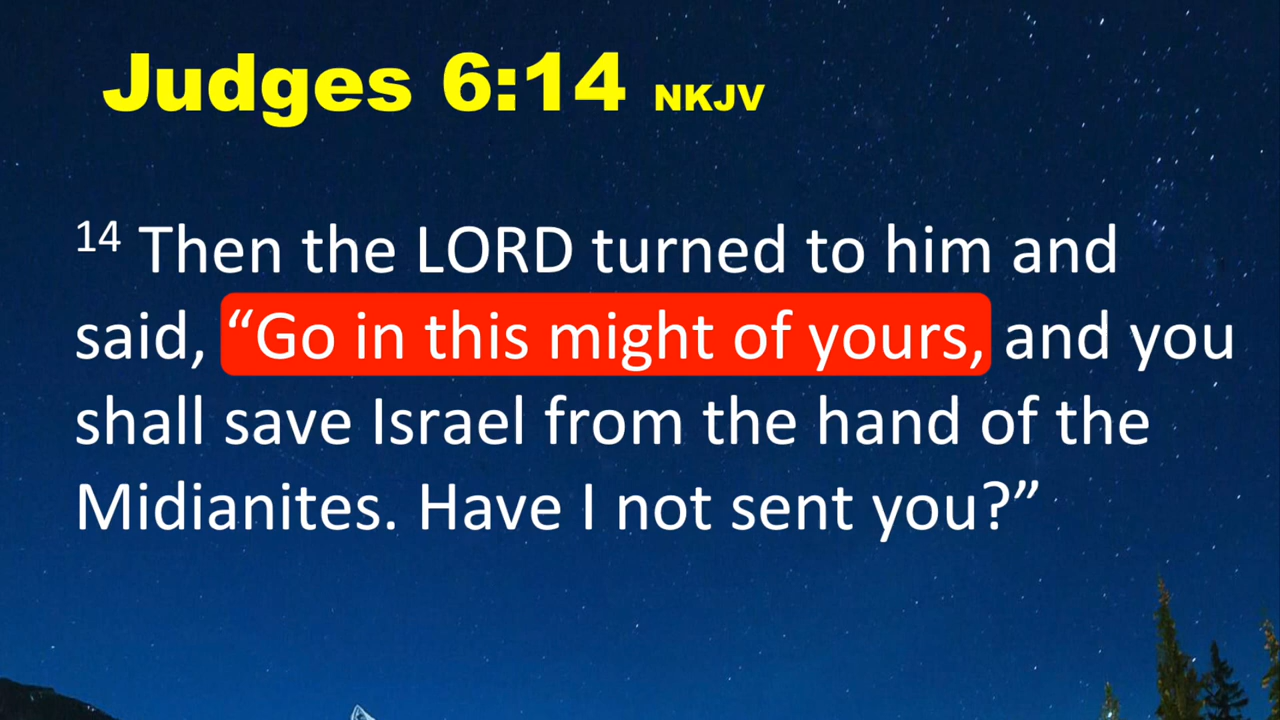 Judges 6:14 NKJV
14 Then the LORD turned to him and
said, “Go in this might of yours, and you
shall save Israel from the hand of the
Midianites. Have I not sent you?”